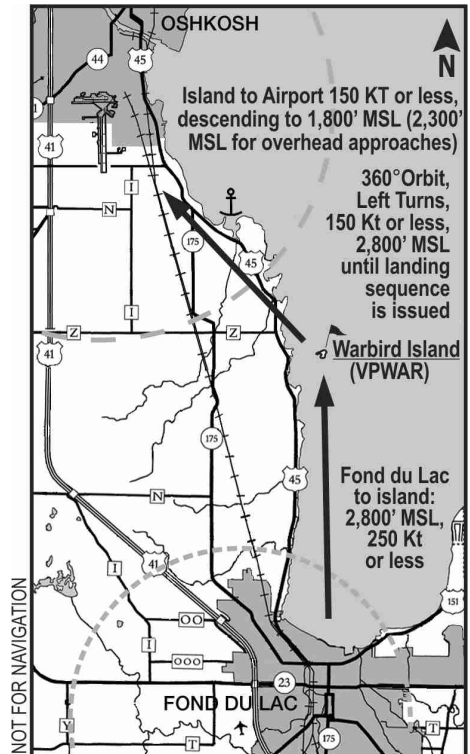 OSHKOSH
44
45
N
Island to Airport 150 KT or less,
descending to 1,800' MSL (2,300'
MSL for overhead approaches)
41
I
360°Orbit,
Left Turns,
150 Kt or less,
2,800' MSL
until landing
sequence
is issued
N
175
45
I
Z
Z
41
Warbird Island
(VPWAR)
175
Fond du Lac
to island:
2,800' MSL,
250 Kt
or less
45
N
I
41
151
OO
I
OOO
23
FOND DU LAC
Y
T
175
T
NOT FOR NAVIGATION